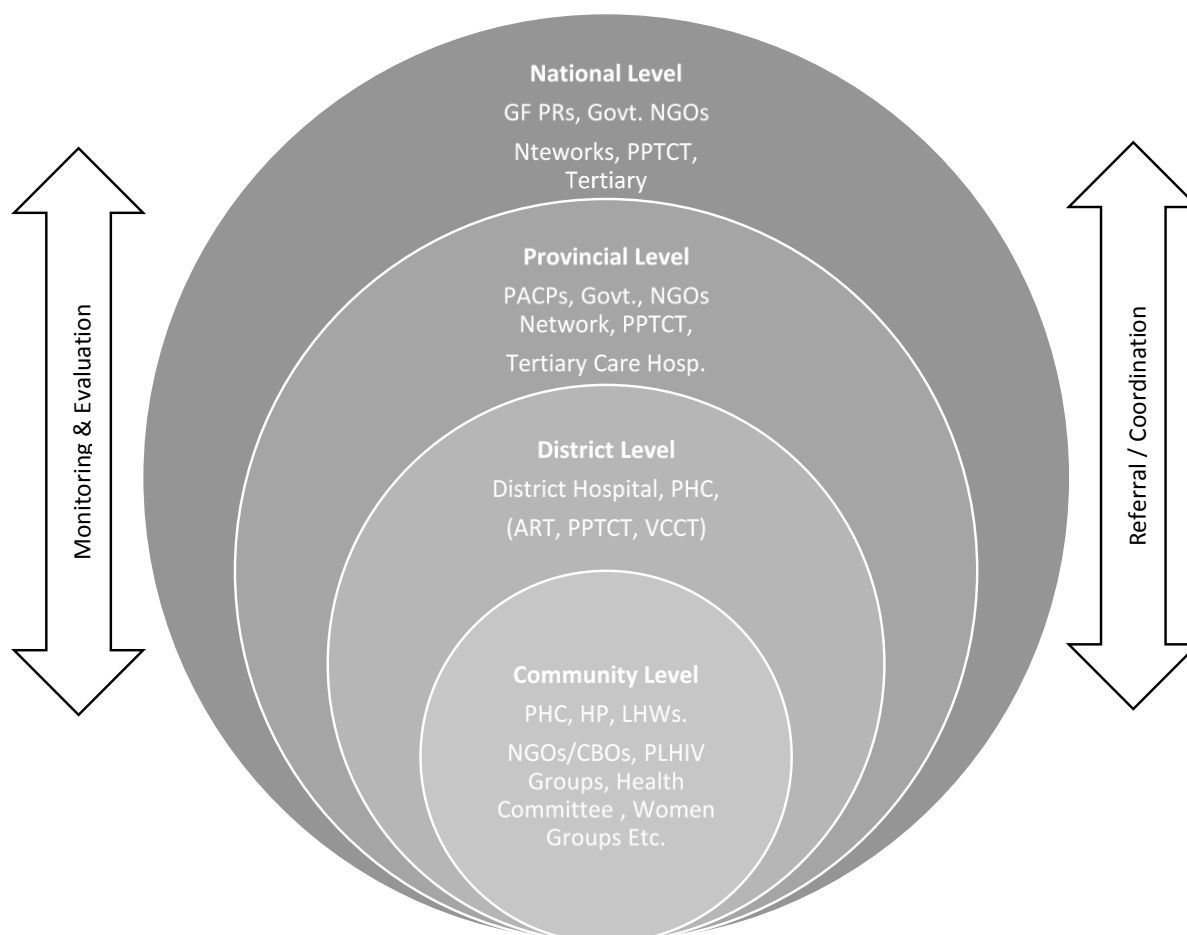 National Level
GF PRs, Govt. NGOs
Nteworks, PPTCT,
Tertiary
Provincial Level
PACPs, Govt., NGOs
Network, PPTCT,
Tertiary Care Hosp.
District Level
District Hospital, PHC,
(ART, PPTCT, VCCT)
Community Level
PHC, HP, LHWs.
NGOs/CBOs, PLHIV
Groups, Health
Committee , Women
Groups Etc.
Monitoring & Evaluation
Referral / Coordination